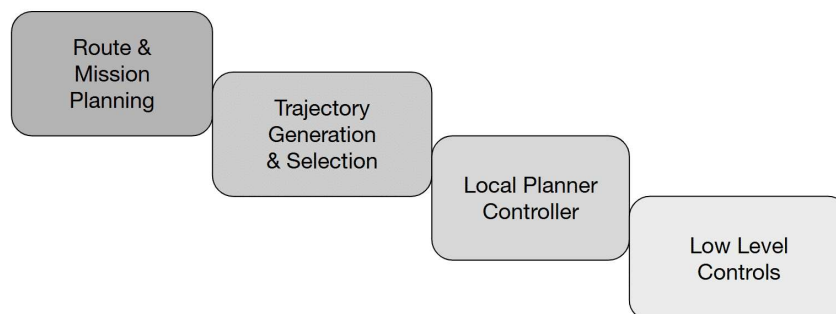 Route &
Mission
Planning
Trajectory
Generation
& Selection
Local Planner
Controller
Low Level
Controls